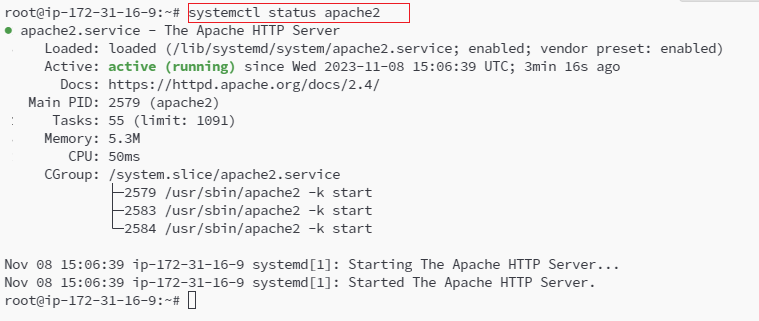 root@ip-172-31-16-9:~# systemctl status apache2
● apache2.service - The Apache HTTP Server
     Loaded: loaded (/lib/systemd/system/apache2.service; enabled; vendor preset: enabled)
     Active: active (running) since Wed 2023-11-08 15:06:39 UTC; 3min 16s ago
       Docs: https://httpd.apache.org/docs/2.4/
   Main PID: 2579 (apache2)
      Tasks: 55 (limit: 1091)
     Memory: 5.3M
        CPU: 50ms
     CGroup: /system.slice/apache2.service
             ├─2579 /usr/sbin/apache2 -k start
             ├─2583 /usr/sbin/apache2 -k start
             └─2584 /usr/sbin/apache2 -k start

Nov 08 15:06:39 ip-172-31-16-9 systemd[1]: Starting The Apache HTTP Server...
Nov 08 15:06:39 ip-172-31-16-9 systemd[1]: Started The Apache HTTP Server.
root@ip-172-31-16-9:~#